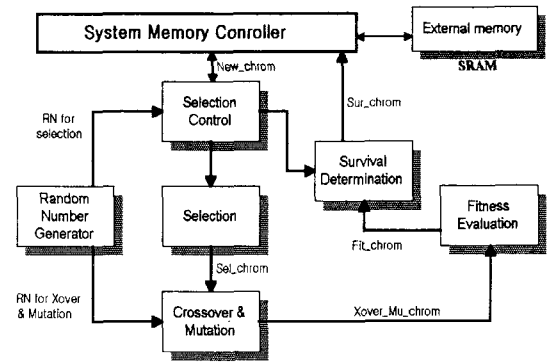 System Memory Conroller
External memory
SRAM
New_chrom
Sur_chrom
RN for
selection
Selection
Control
Survival
Determination
Random
Number
Generator
Selection
Fitness
Evaluation
Fit_chrom
Sel_chrom
RN for Xover
& Mutation
Crossover &
Mutation
Xover_Mu_chrom